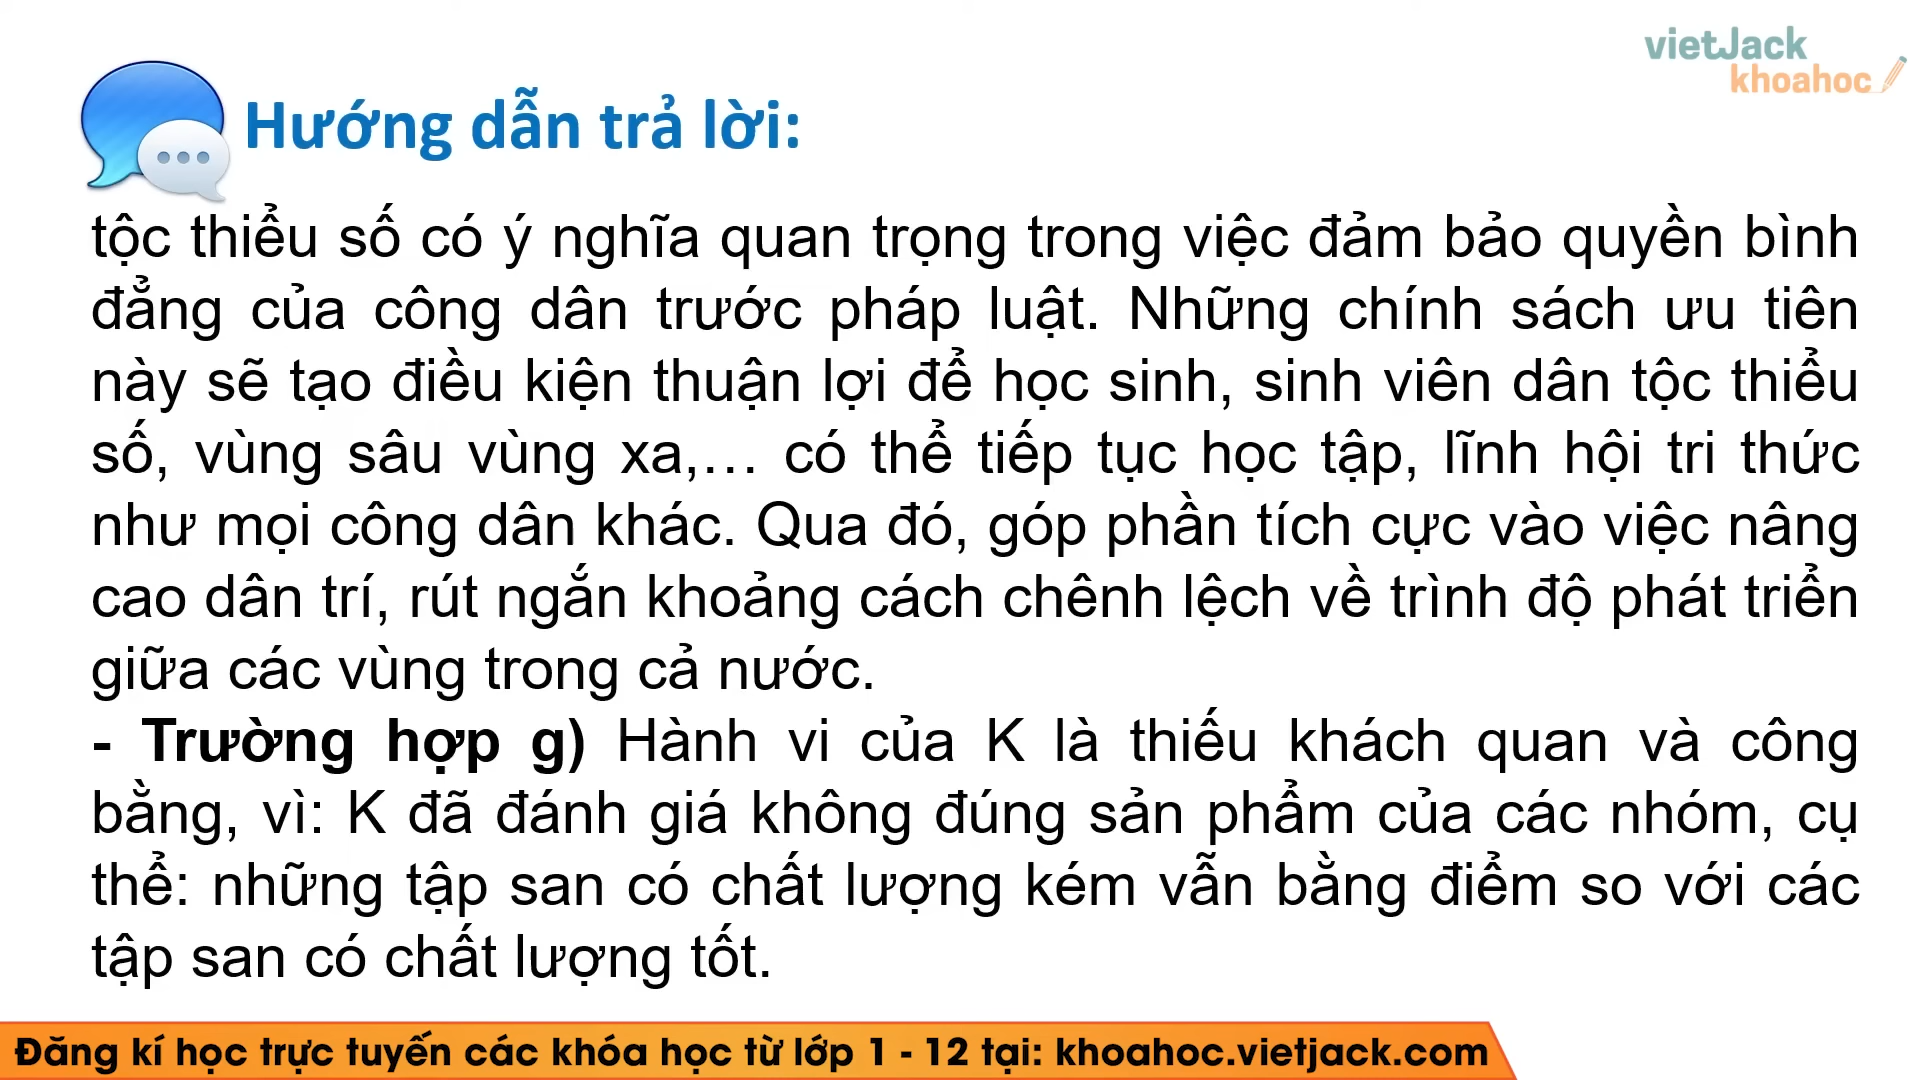 vietJack
khoahoc
Hướng dẫn trả lời:
tộc thiểu số có ý nghĩa quan trọng trong việc đảm bảo quyền bình
đẳng của công dân trước pháp luật. Những chính sách ưu tiên
này sẽ tạo điều kiện thuận lợi để học sinh, sinh viên dân tộc thiểu
số, vùng sâu vùng xa,… có thể tiếp tục học tập, lĩnh hội tri thức
như mọi công dân khác. Qua đó, góp phần tích cực vào việc nâng
cao dân trí, rút ngắn khoảng cách chênh lệch về trình độ phát triển
giữa các vùng trong cả nước.
- Trường hợp g) Hành vi của K là thiếu khách quan và công
bằng, vì: K đã đánh giá không đúng sản phẩm của các nhóm, cụ
thể: những tập san có chất lượng kém vẫn bằng điểm so với các
tập san có chất lượng tốt.
Đăng kí học trực tuyến các khóa học từ lớp 1 - 12 tại: khoahoc.vietjack.com